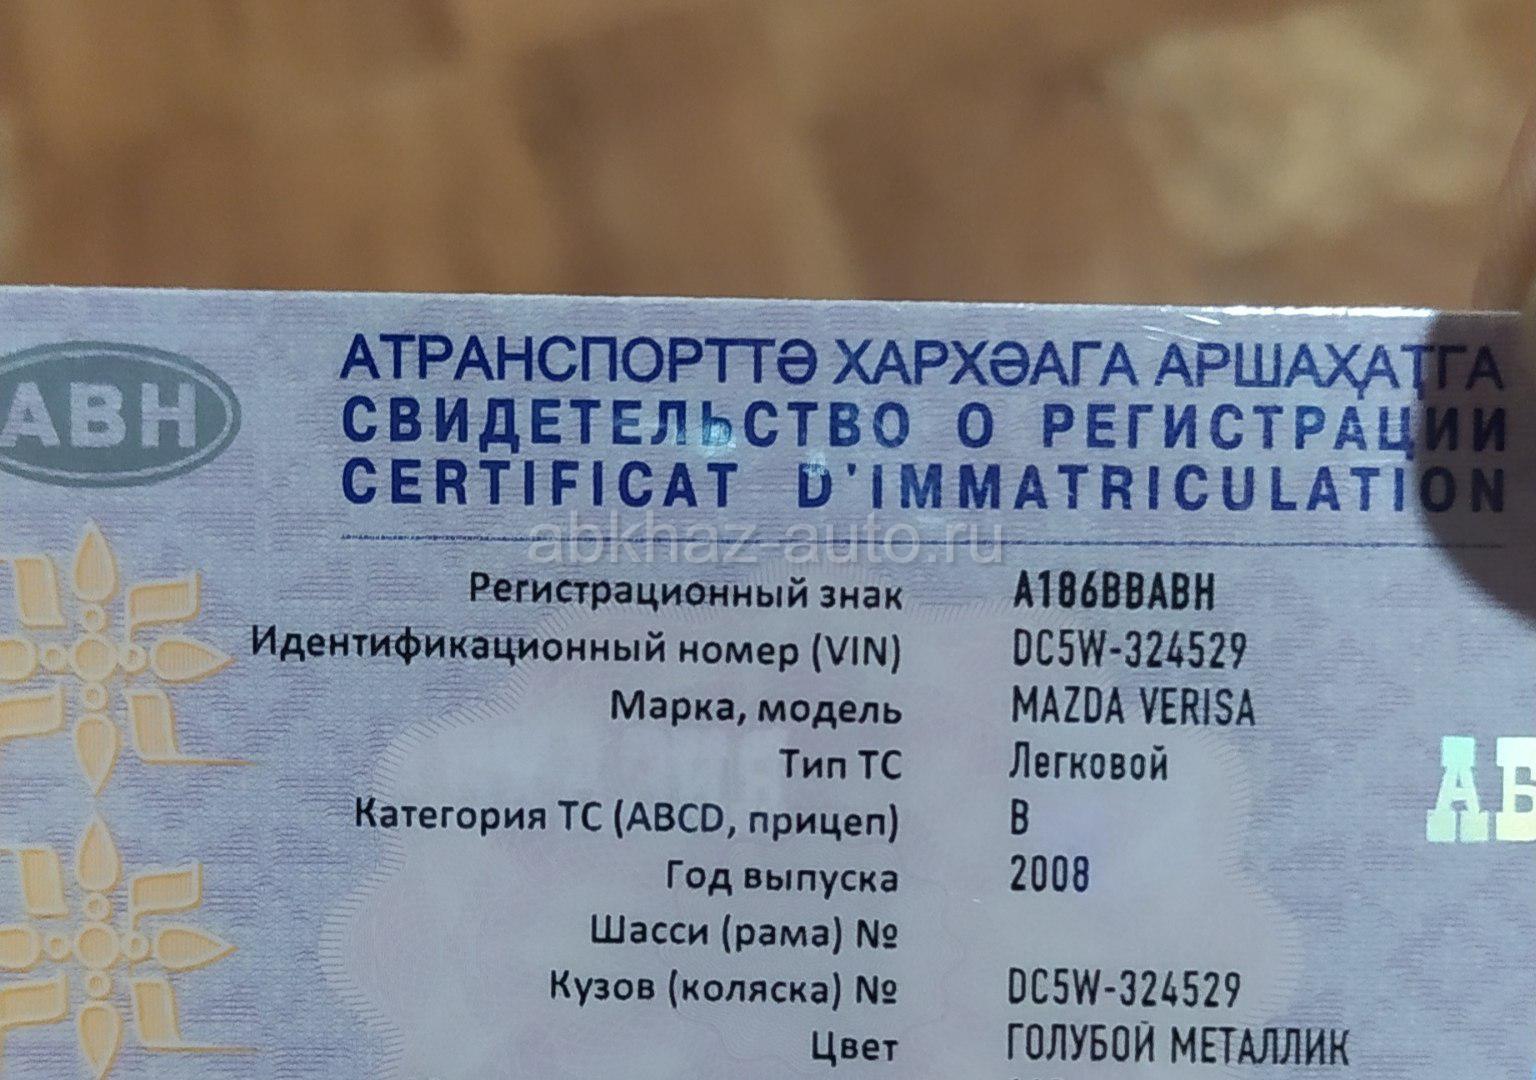 ABH
АТРАНСПОРТТӘ ХАРХӘАГА АРШАҲАҬГА
СВИДЕТЕЛЬСТВО О РЕГИСТРАЦИИ
CERTIFICAT D'IMMATRICULATION
abkhaz-auto.ru
Регистрационный знак A186BBABH
Идентификационный номер (VIN) DC5W-324529
Марка, модель MAZDA VERISA
Тип ТС Легковой
Категория ТС (ABCD, прицеп) B
Год выпуска 2008
Шасси (рама) №
Кузов (коляска) № DC5W-324529
Цвет ГОЛУБОЙ МЕТАЛЛИК